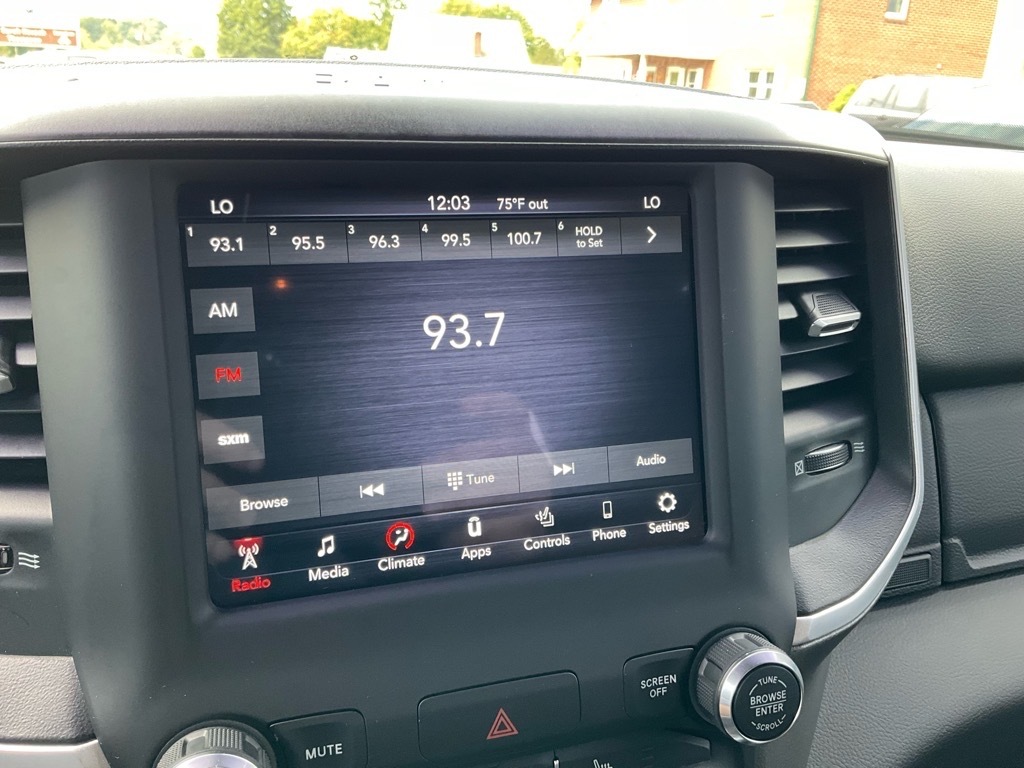 LO 12:03 75°F out LO
1 93.1 2 95.5 3 96.3 4 99.5 5 100.7 6 HOLD
to Set
AM
93.7
FM
sxm
Browse Tune Audio
Radio Media Climate Apps Controls Phone Settings
MUTE
SCREEN
OFF
TUNE
BROWSE
ENTER
SCROLL